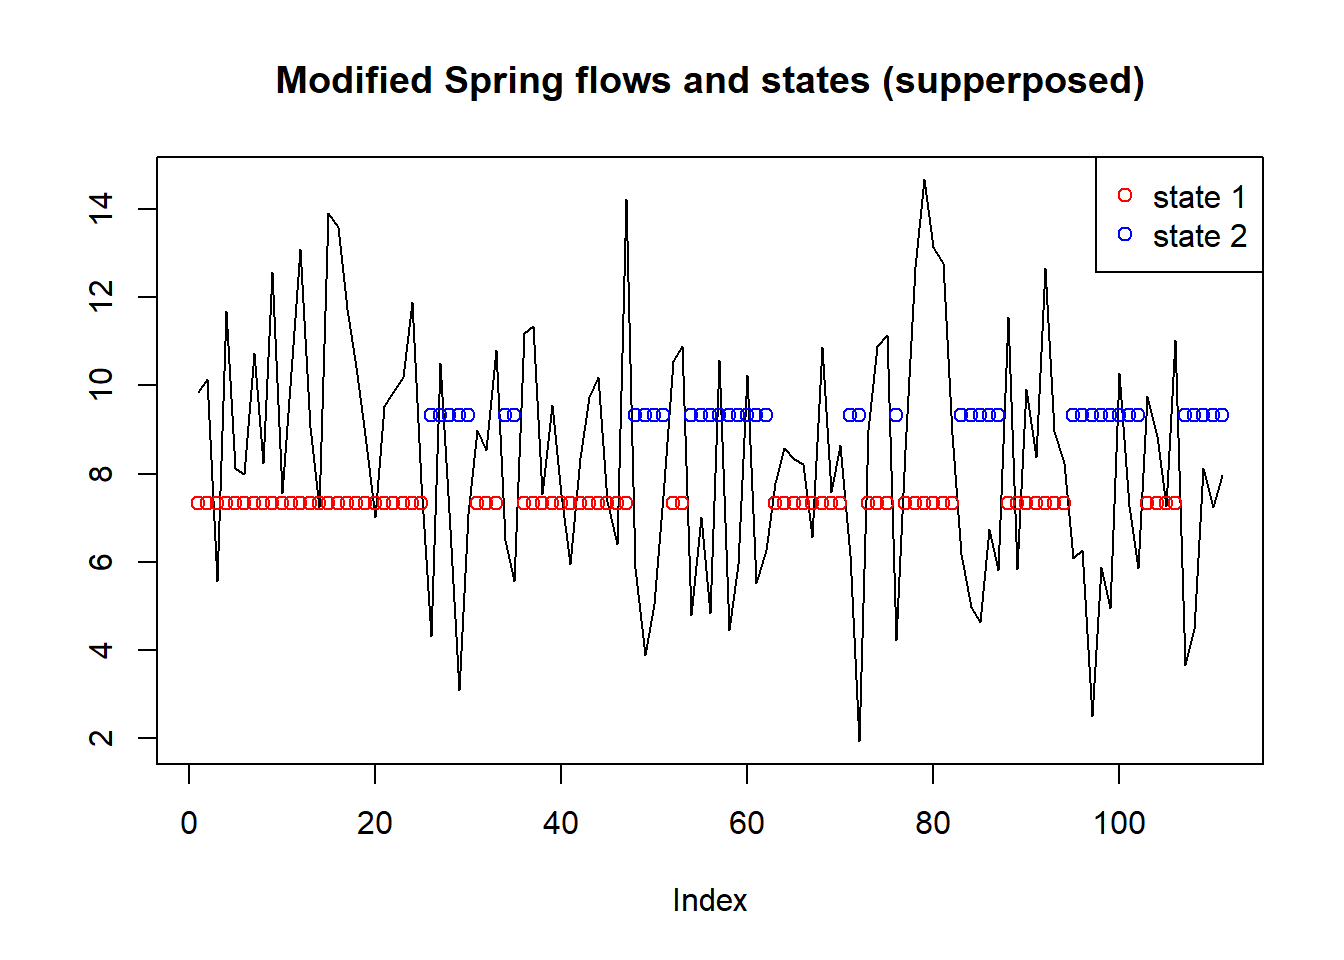 Modified Spring flows and states (supperposed)
state 1
state 2
14
12
10
8
6
4
2
0 20 40 60 80 100
Index